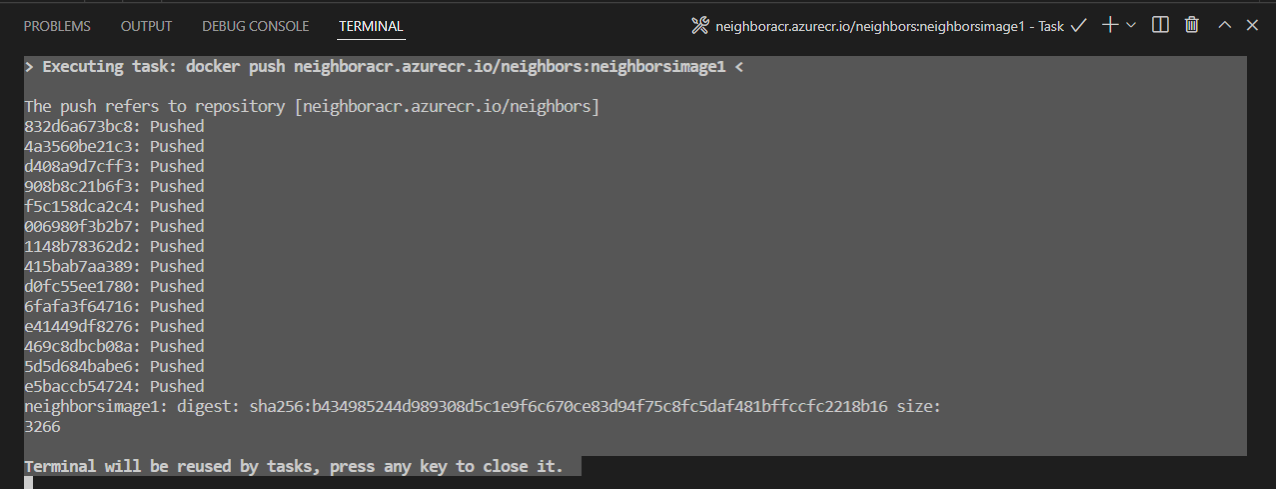 PROBLEMS OUTPUT DEBUG CONSOLE TERMINAL neighboracr.azurecr.io/neighbors:neighborsimage1 - Task
> Executing task: docker push neighboracr.azurecr.io/neighbors:neighborsimage1 <
The push refers to repository [neighboracr.azurecr.io/neighbors]
832d6a673bc8: Pushed
4a3560be21c3: Pushed
d408a9d7cff3: Pushed
908b8c21b6f3: Pushed
f5c158dca2c4: Pushed
006980f3b2b7: Pushed
1148b78362d2: Pushed
415bab7aa389: Pushed
d0fc55ee1780: Pushed
6fafa3f64716: Pushed
e41449df8276: Pushed
469c8dbcb08a: Pushed
5d5d684babe6: Pushed
e5baccb54724: Pushed
neighborsimage1: digest: sha256:b434985244d989308d5c1e9f6c670ce83d94f75c8fc5daf481bffccfc2218b16 size:
3266
Terminal will be reused by tasks, press any key to close it.